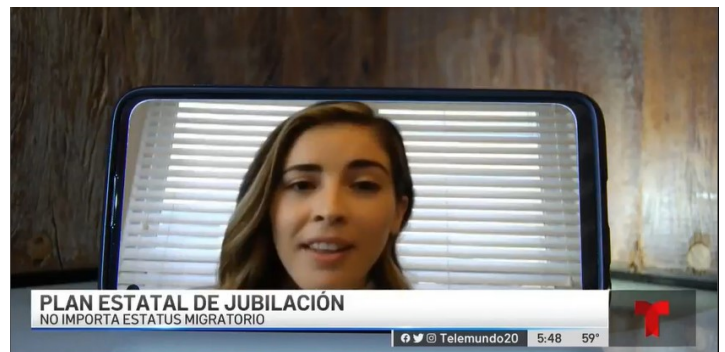 PLAN ESTATAL DE JUBILACIÓN
NO IMPORTA ESTATUS MIGRATORIO
Telemundo20 5:48 59°